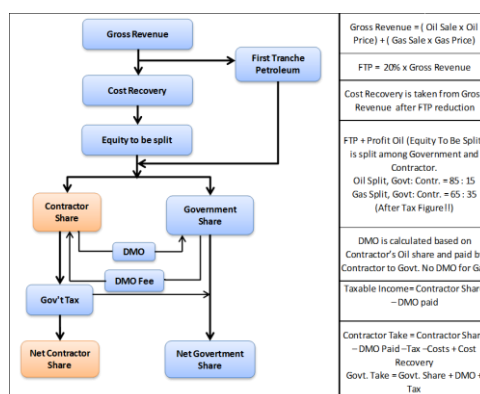 Gross Revenue
First Tranche
Petroleum
Cost Recovery
Equity to be split
Contractor
Share
Government
Share
DMO
DMO Fee
Gov't Tax
Net Contractor
Share
Net Govertment
Share
Gross Revenue = ( Oil Sale x Oil
Price) + ( Gas Sale x Gas Price)
FTP = 20% x Gross Revenue
Cost Recovery is taken from Gros
Revenue after FTP reduction
FTP + Profit Oil (Equity To Be Split
is split among Government and
Contractor.
Oil Split, Govt: Contr. = 85 : 15
Gas Split, Govt: Contr. = 65 : 35
(After Tax Figure!!)
DMO is calculated based on
Contractor's Oil share and paid b
Contractor to Govt. No DMO for Ga
Taxable Income= Contractor Share
– DMO paid
Contractor Take = Contractor Shar
– DMO Paid –Tax –Costs + Cost
Recovery
Govt. Take = Govt. Share + DMO +
Tax